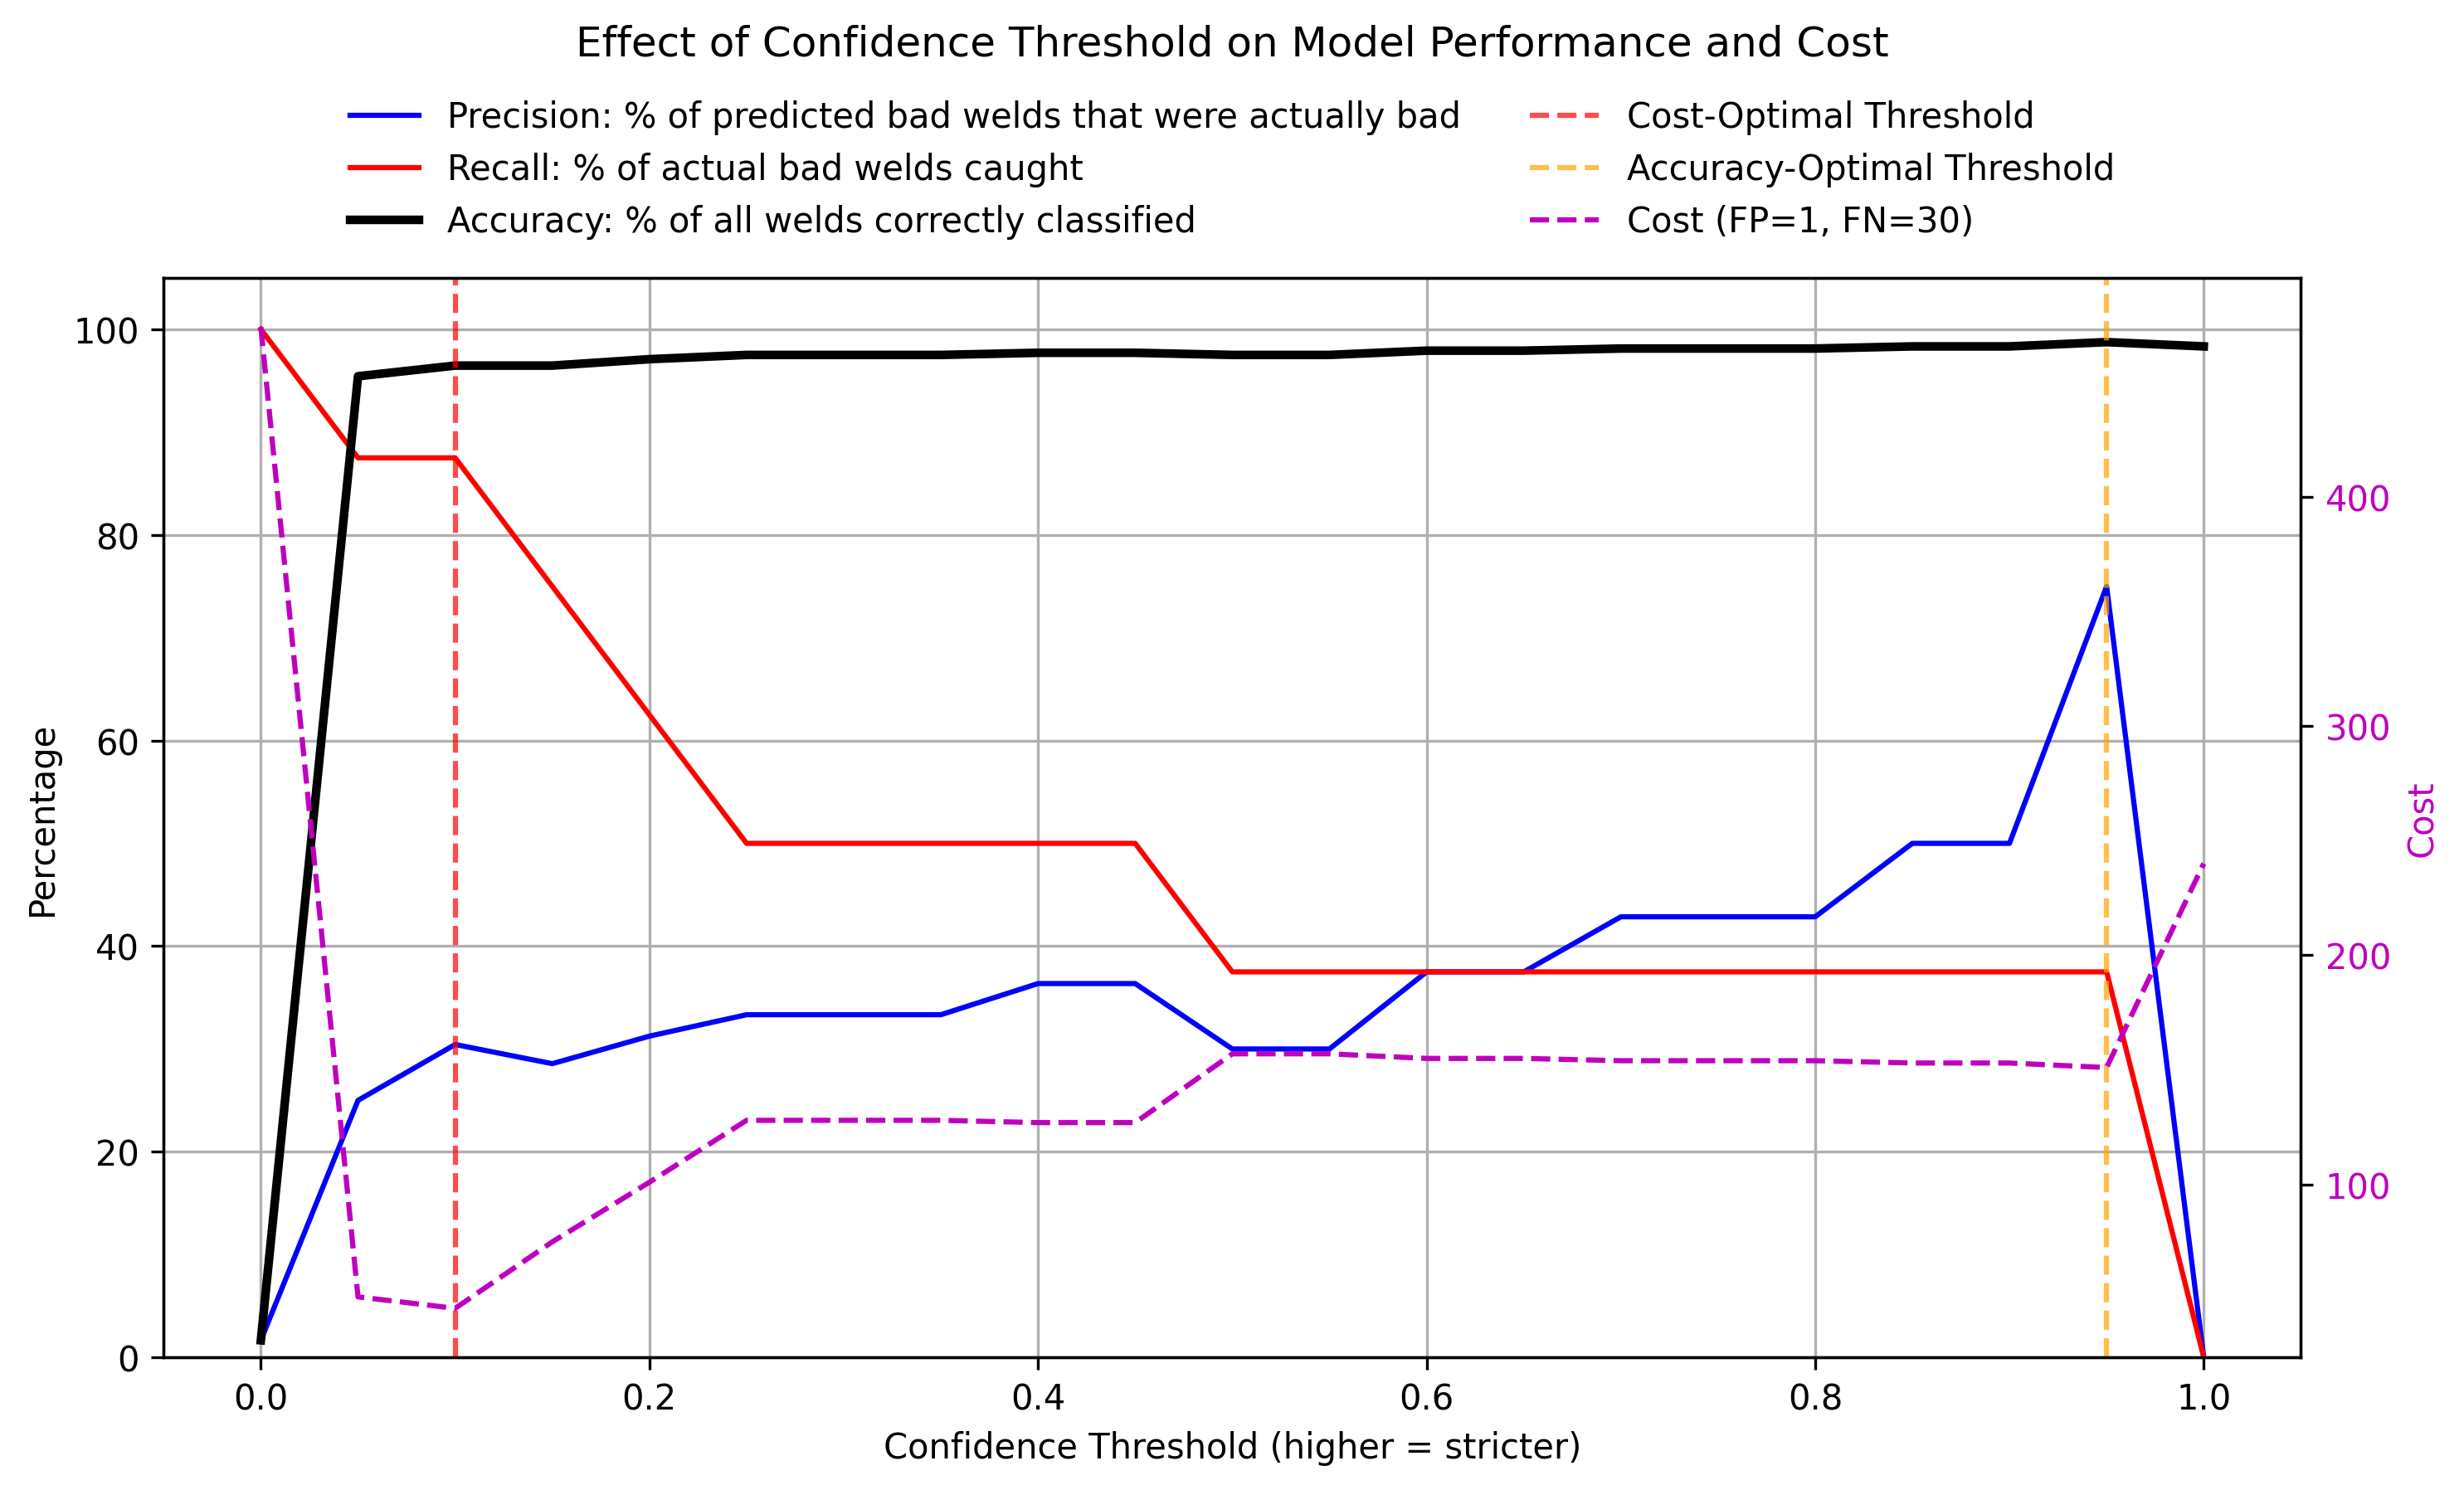 Effect of Confidence Threshold on Model Performance and Cost
Precision: % of predicted bad welds that were actually bad
Recall: % of actual bad welds caught
Accuracy: % of all welds correctly classified
Cost-Optimal Threshold
Accuracy-Optimal Threshold
Cost (FP=1, FN=30)
Percentage
100
80
60
40
20
0
400
300
200
100
Cost
0.0
0.2
0.4
0.6
0.8
1.0
Confidence Threshold (higher = stricter)